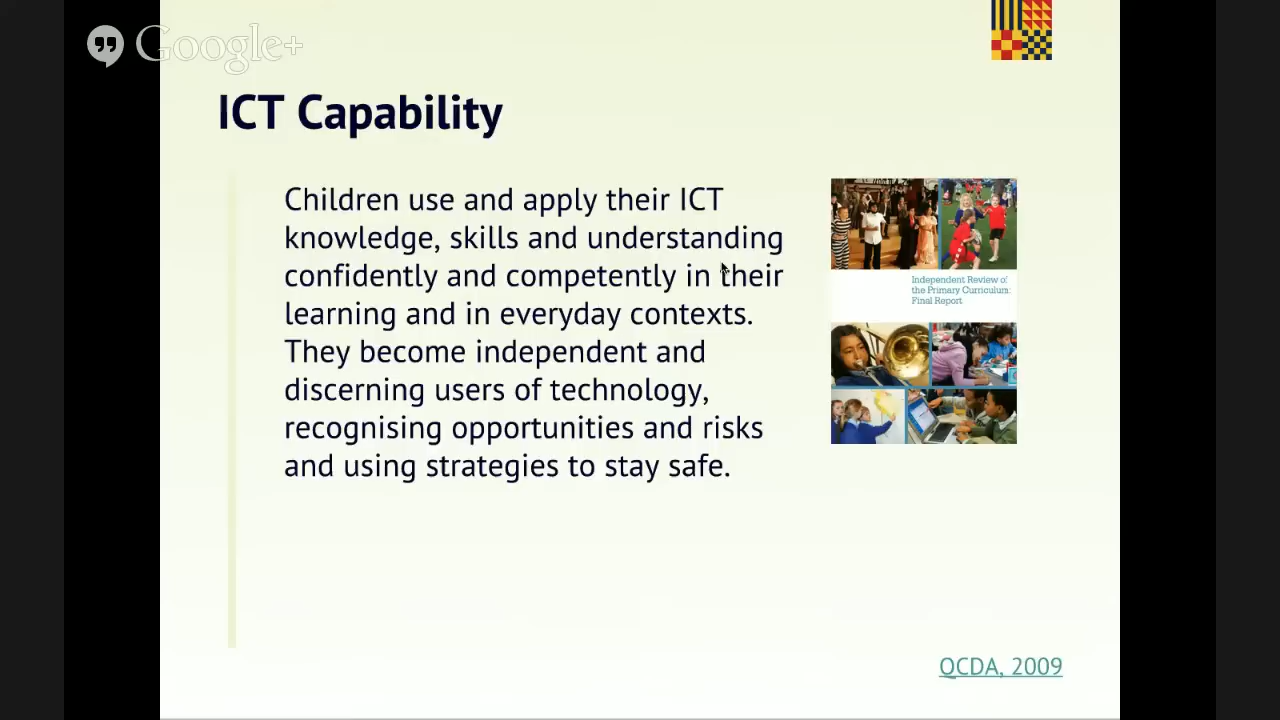 Google+
ICT Capability
Children use and apply their ICT
knowledge, skills and understanding
confidently and competently in their
learning and in everyday contexts.
They become independent and
discerning users of technology,
recognising opportunities and risks
and using strategies to stay safe.
Independent Review of
the Primary Curriculum:
Final Report
QCDA, 2009